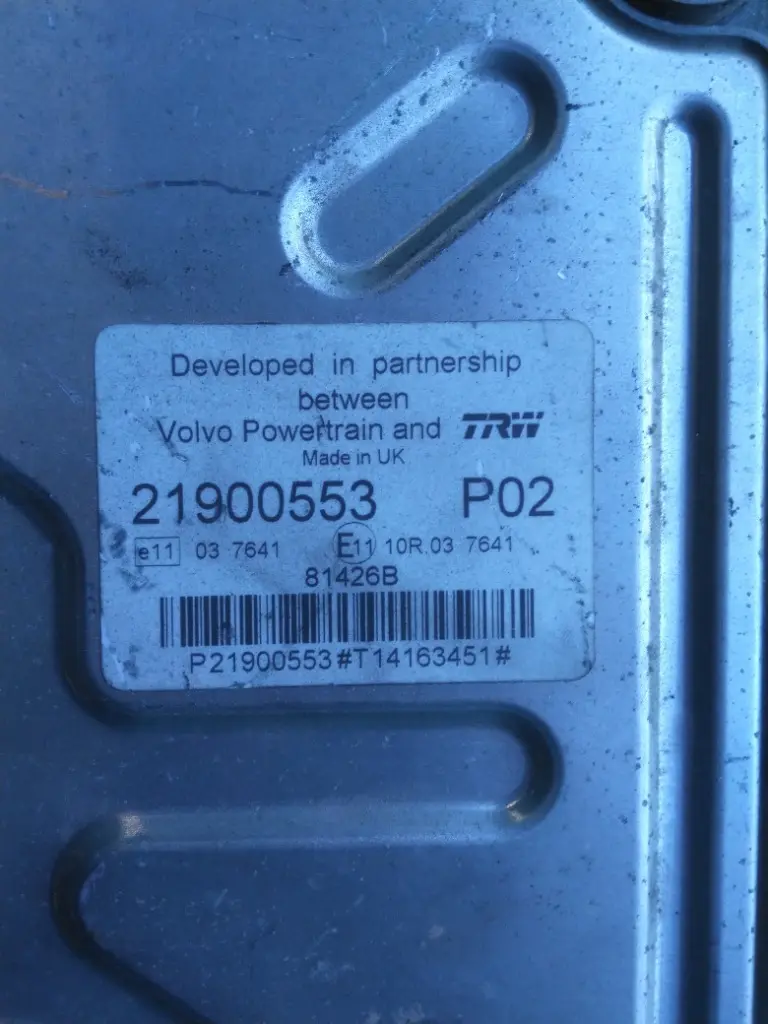 Developed in partnership
between
Volvo Powertrain and TRW
Made in UK
21900553 P02
e11 03 7641 E11 10R.03 7641
81426B
P21900553#T14163451#